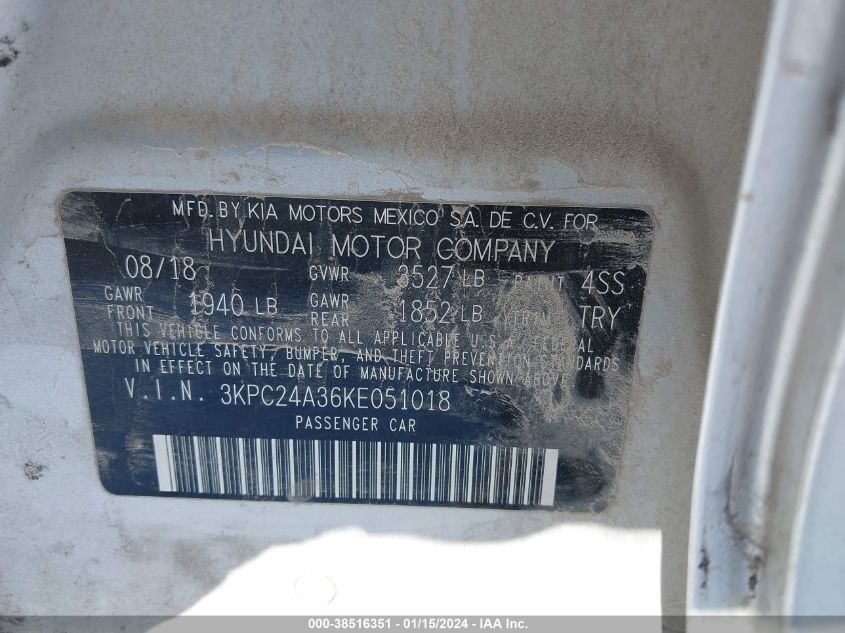 MFD. BY KIA MOTORS MEXICO SA. DE C.V. FOR
HYUNDAI MOTOR COMPANY
08/18 GVWR 3527 LB PAINT 4SS
GAWR FRONT 1940 LB GAWR REAR 1852 LB TRY
THIS VEHICLE CONFORMS TO ALL APPLICABLE U.S.A. FEDERAL
MOTOR VEHICLE SAFETY, BUMPER, AND THEFT PREVENTION STANDARDS
IN EFFECT ON THE DATE OF MANUFACTURE SHOWN ABOVE
V.I.N. 3KPC24A36KE051018
PASSENGER CAR
000-38516351 | 01/15/2024 | IAA Inc.